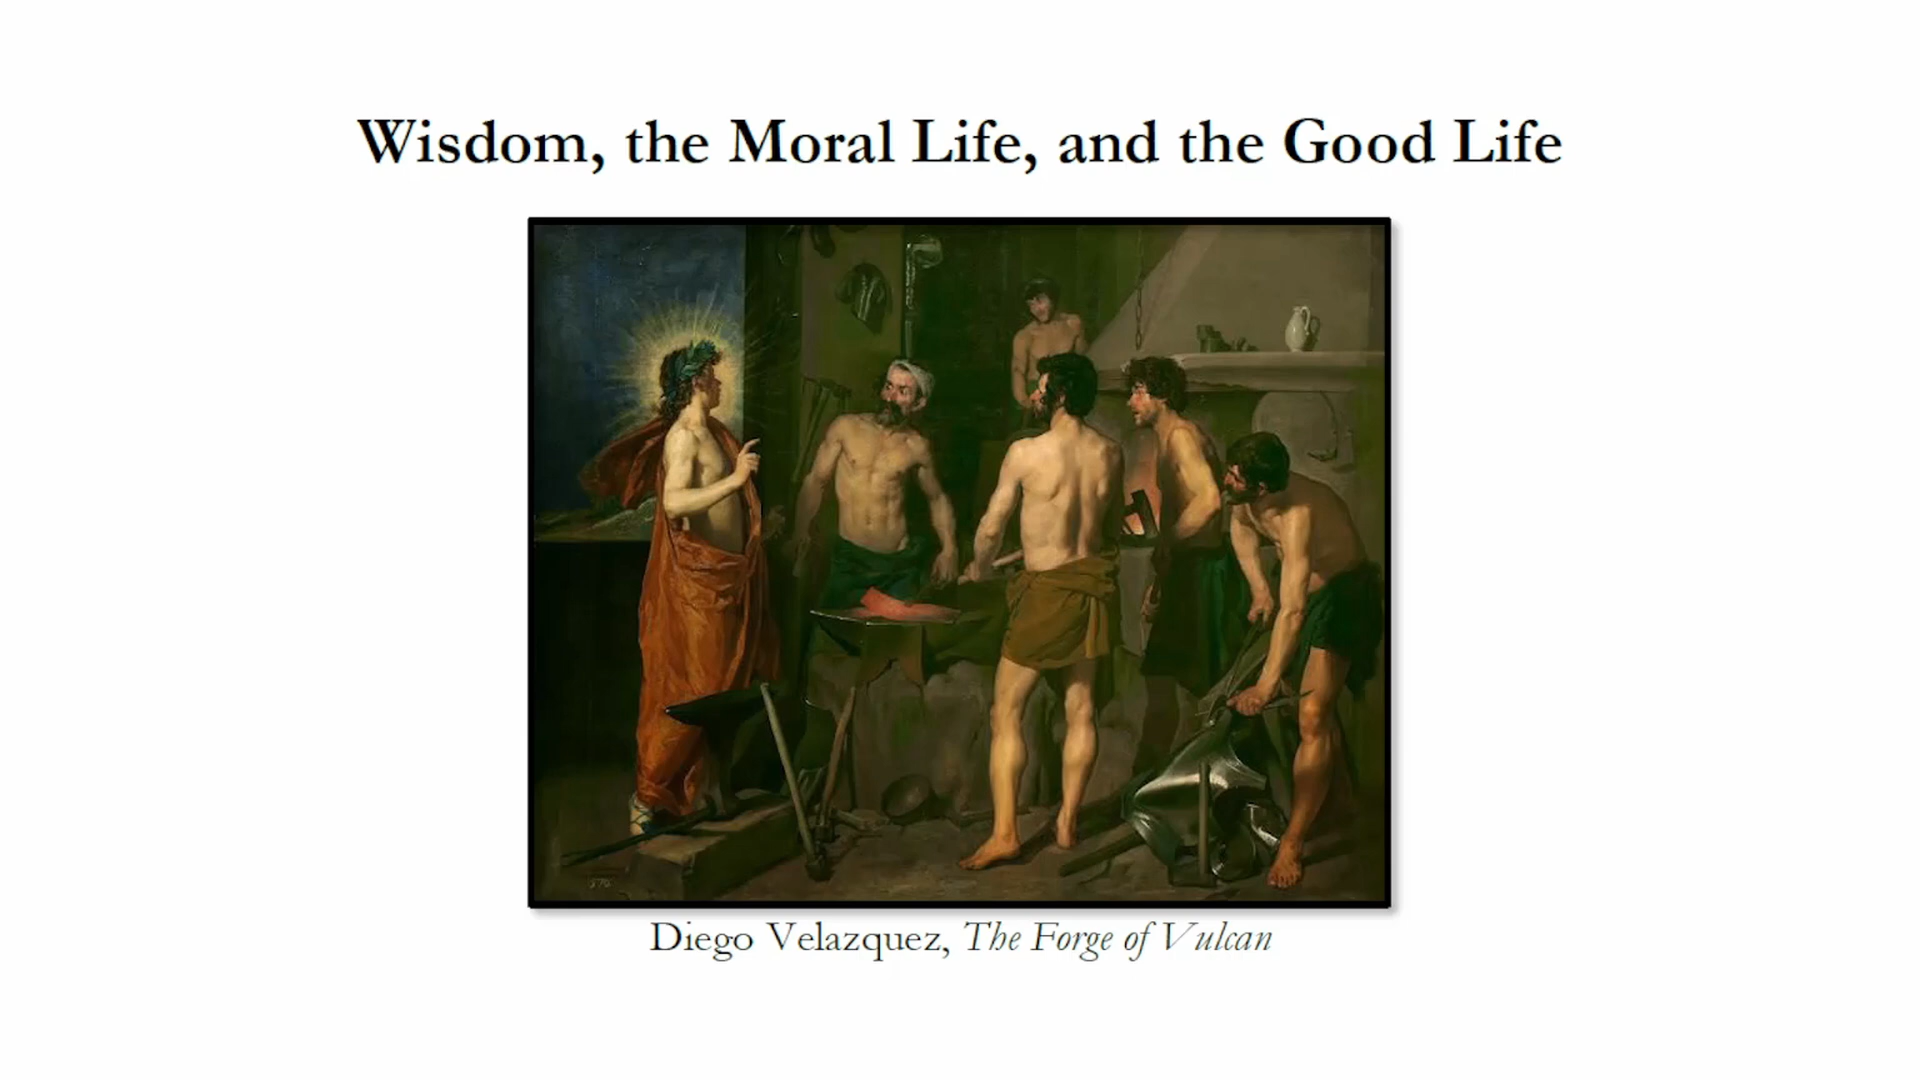 Wisdom, the Moral Life, and the Good Life
Diego Velazquez, The Forge of Vulcan